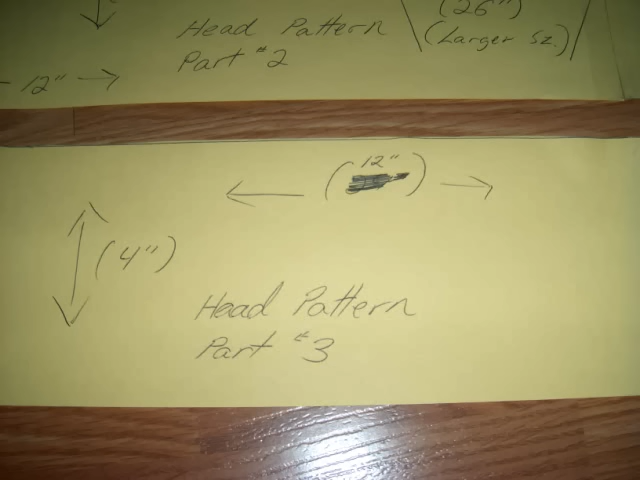 (26")
Head Pattern
(Larger Sz.)
Part #2
12"
(12")
(4")
Head Pattern
Part #3